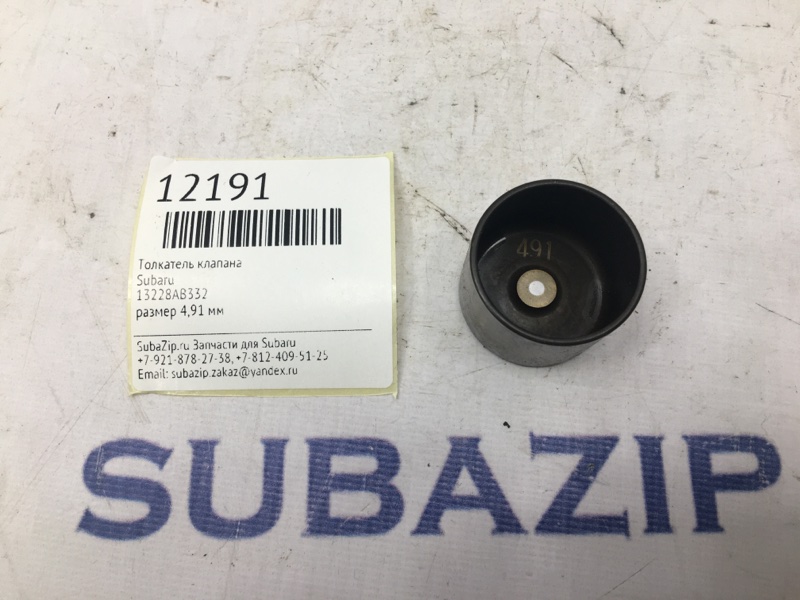 12191
Толкатель клапана
Subaru
13228AB332
размер 4,91 мм
SubaZip.ru Запчасти для Subaru
+7-921-878-27-38, +7-812-409-51-25
Email: subazip.zakaz@yandex.ru
491
SUBAZIP